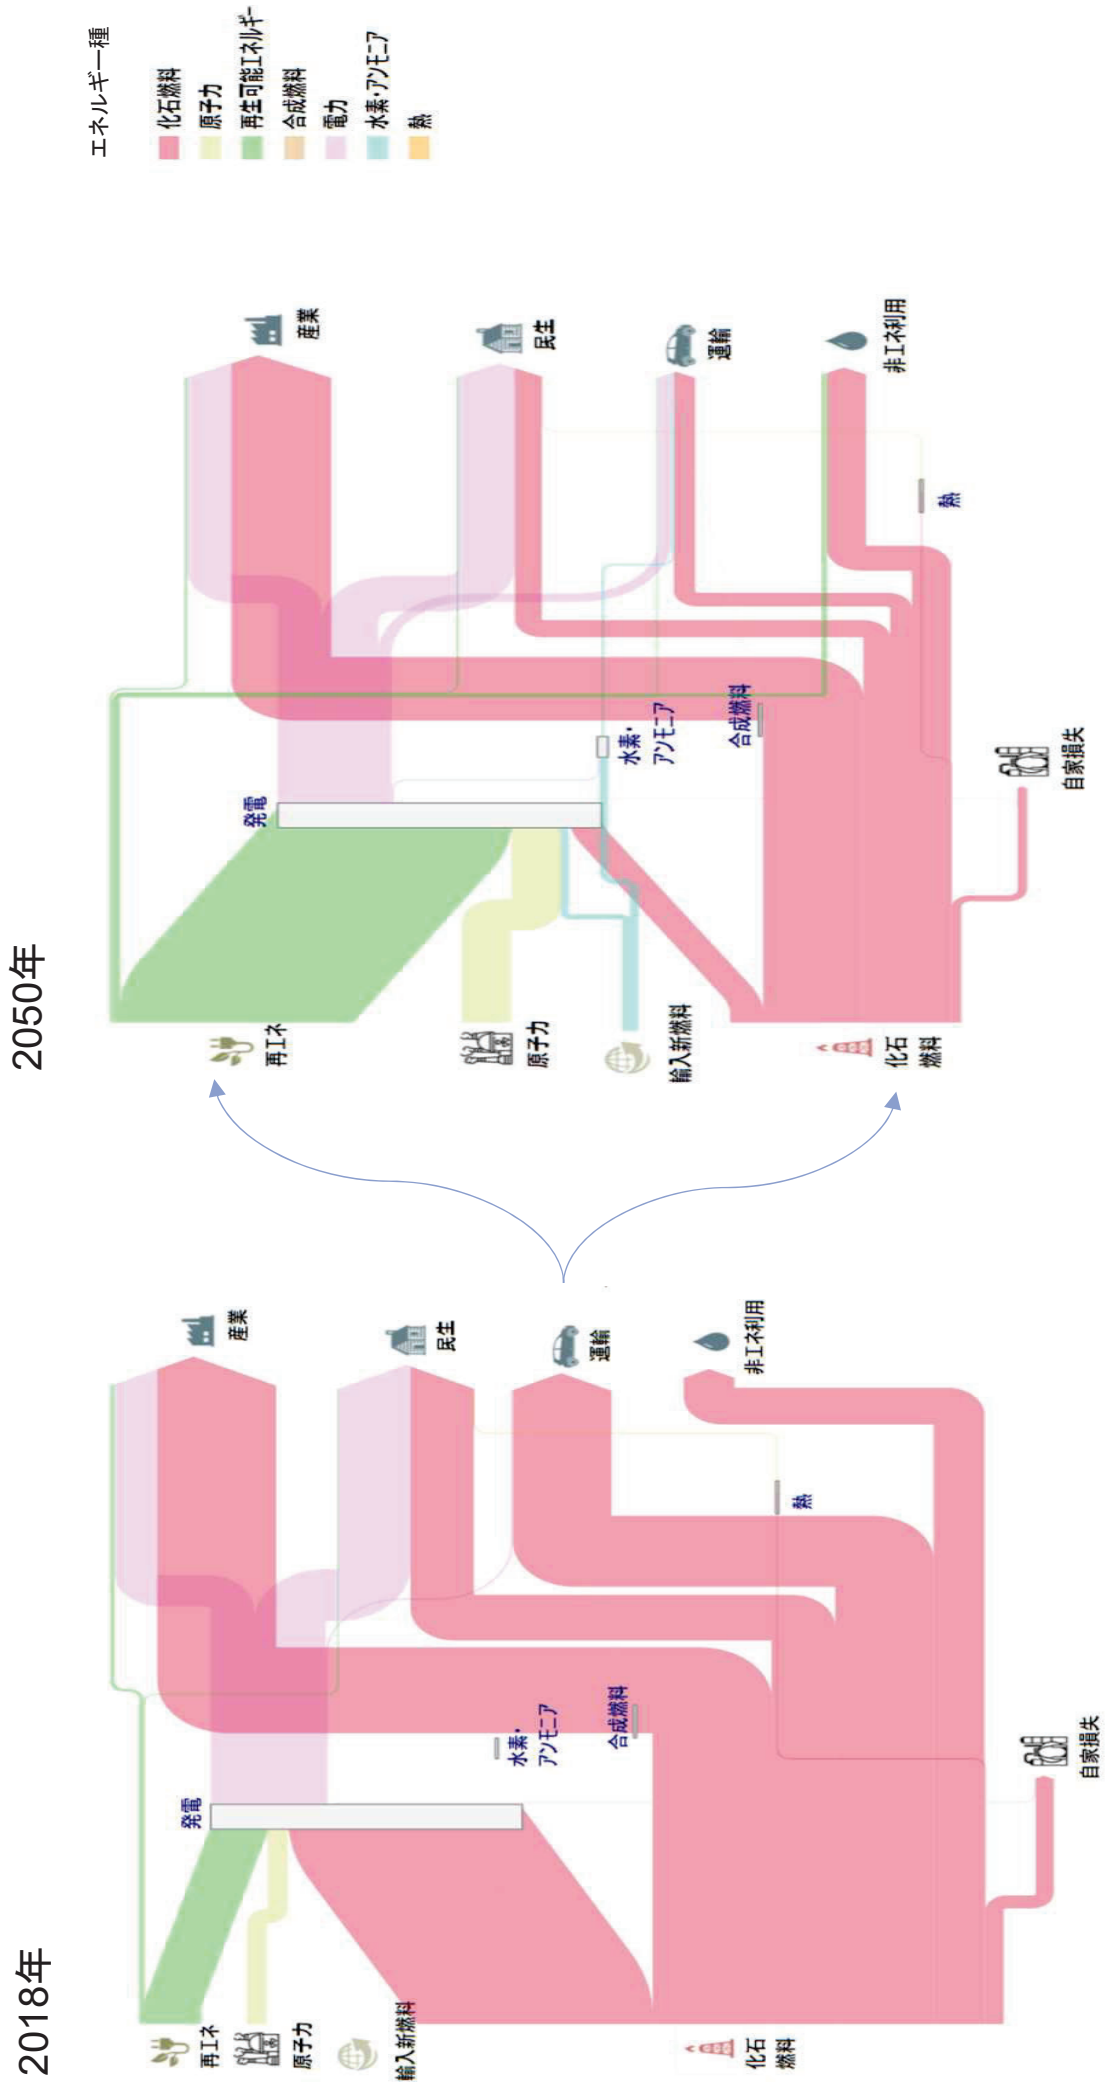 2018年
再エネ
原子力
輸入新燃料
化石
燃料
発電
水素・
アンモニア
合成燃料
熱
自家損失
産業
民生
運輸
非エネ利用
2050年
再エネ
原子力
輸入新燃料
化石
燃料
発電
水素・
アンモニア
合成燃料
熱
自家損失
産業
民生
運輸
非エネ利用
エネルギー種
化石燃料
原子力
再生可能エネルギー
合成燃料
電力
水素・アンモニア
熱